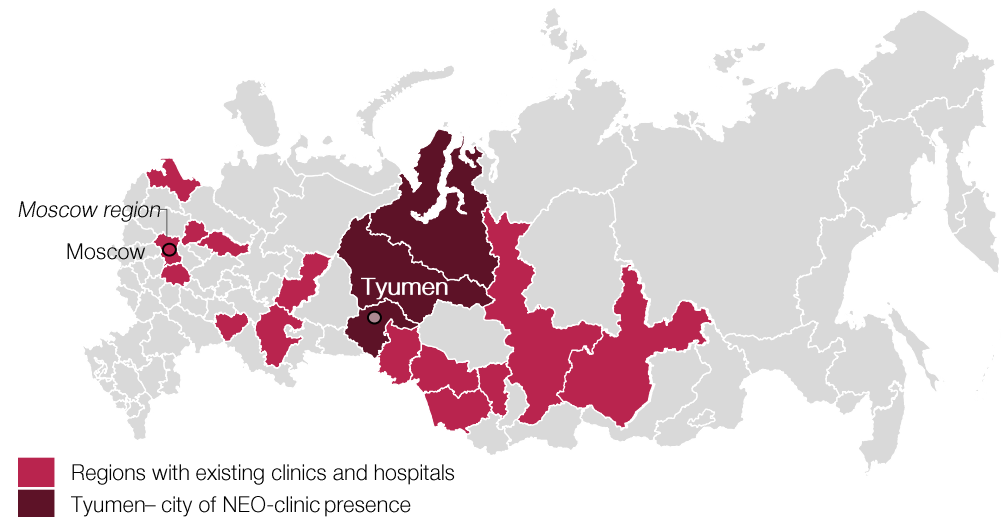 Moscow region
Moscow
Tyumen
Regions with existing clinics and hospitals
Tyumen– city of NEO-clinic presence